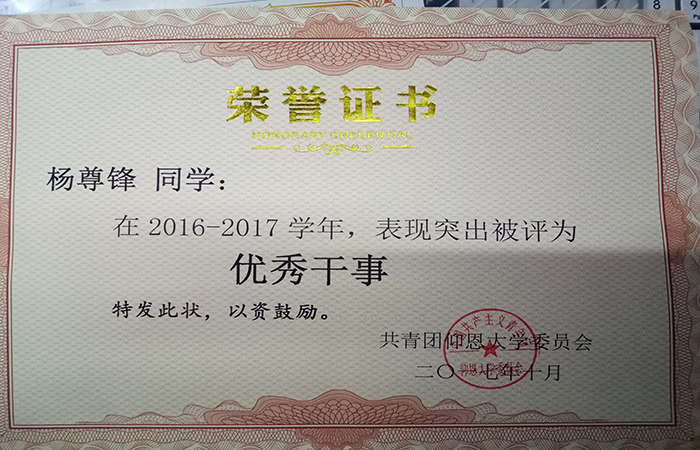 荣誉证书
HONORARY CREDENTIAL
杨尊锋 同学：
在 2016-2017 学年，表现突出被评为
优秀干事
特发此状，以资鼓励。
共青团仰恩大学委员会
二〇一七年十月
8 9